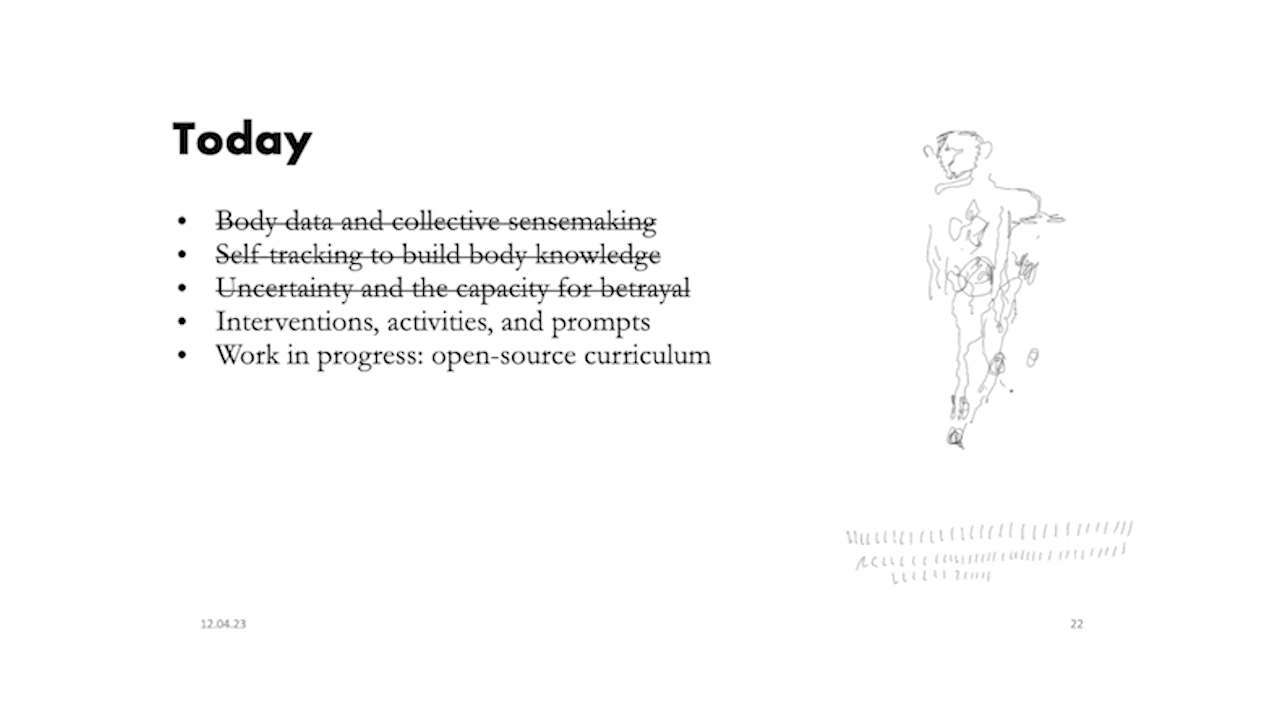 Today
• Body data and collective sensemaking
• Self-tracking to build body knowledge
• Uncertainty and the capacity for betrayal
• Interventions, activities, and prompts
• Work in progress: open-source curriculum
12.04.23
22